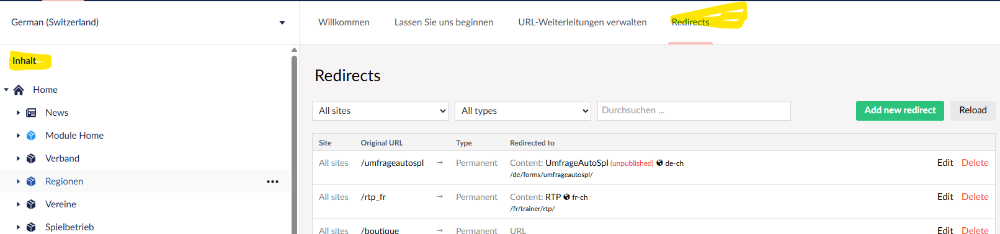 German (Switzerland)
Willkommen Lassen Sie uns beginnen URL-Weiterleitungen verwalten Redirects
Inhalt
Home
News
Module Home
Verband
Regionen
Vereine
Spielbetrieb
Redirects
All sites All types Durchsuchen ... Add new redirect Reload
Site Original URL Type Redirected to
All sites /umfrageautospl → Permanent Content: UmfrageAutoSpl (unpublished) de-ch Edit Delete
/de/forms/umfrageautospl/
All sites /rtp_fr → Permanent Content: RTP fr-ch Edit Delete
/fr/trainer/rtp/
All sites /boutique → Permanent URL Edit Delete